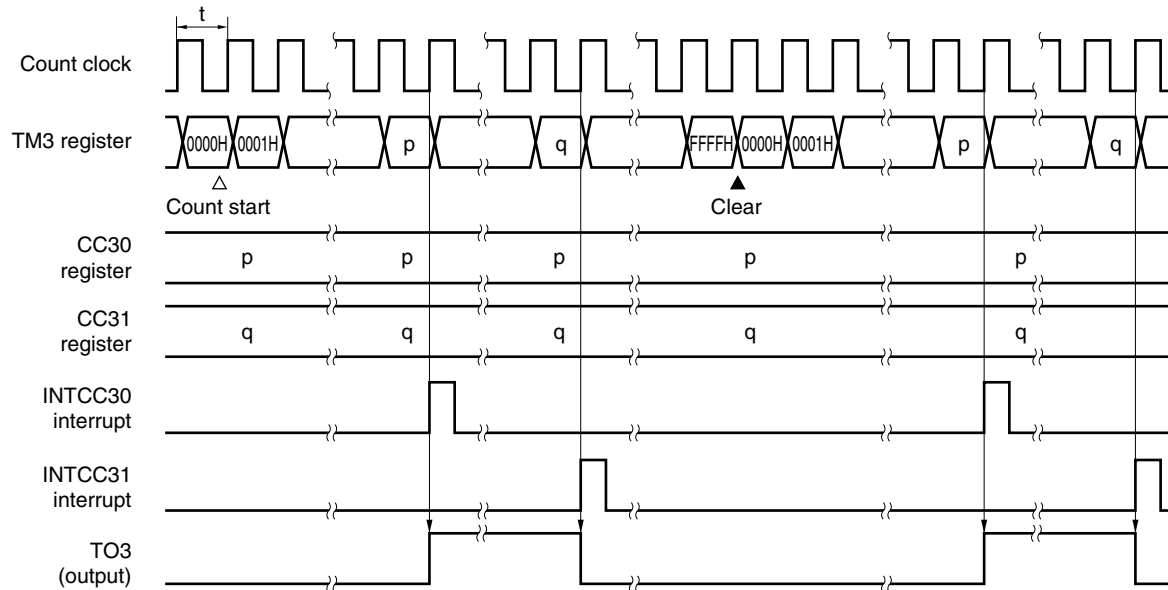 t
Count clock
TM3 register
0000H 0001H p q FFFFH 0000H 0001H p q
Count start Clear
CC30
register
p p p p p
CC31
register
q q q q q
INTCC30
interrupt
INTCC31
interrupt
TO3
(output)